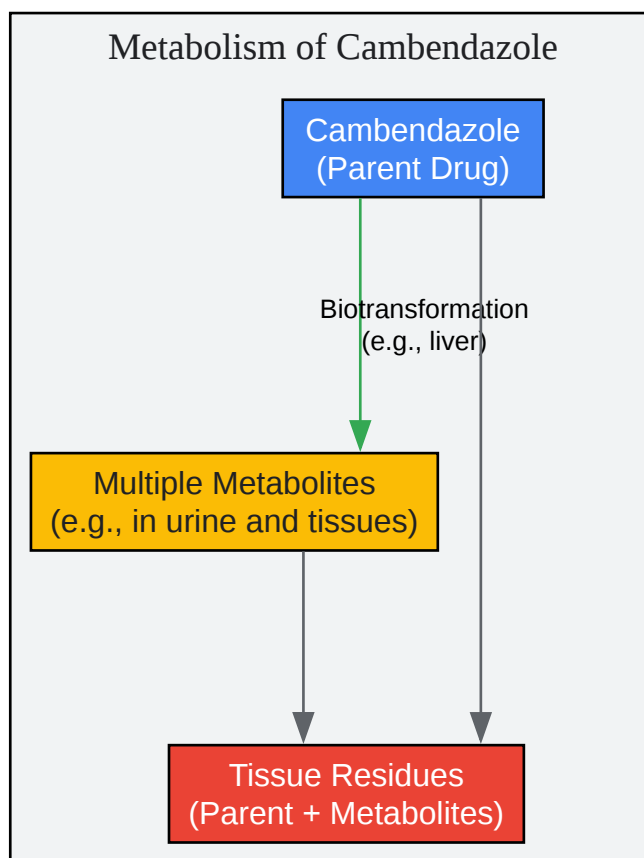 Metabolism of Cambendazole
Cambendazole
(Parent Drug)
Biotransformation
(e.g., liver)
Multiple Metabolites
(e.g., in urine and tissues)
Tissue Residues
(Parent + Metabolites)